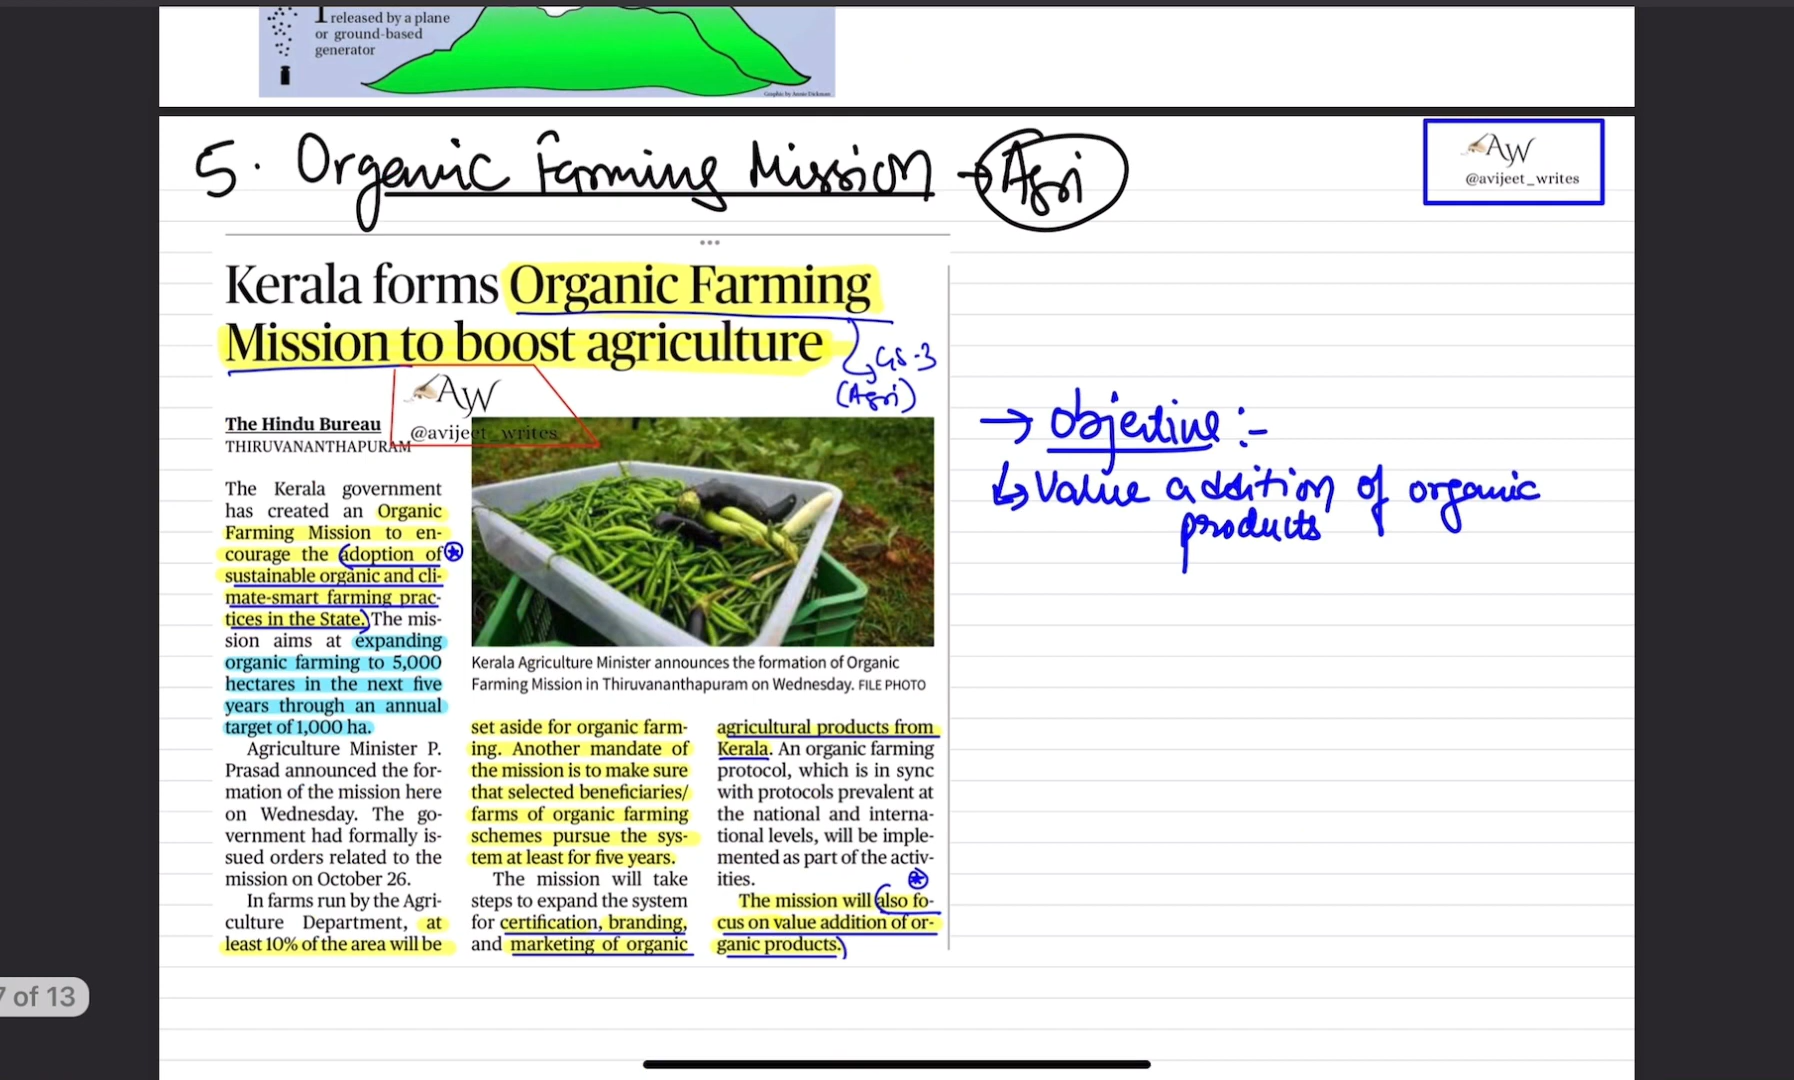 released by a plane
or ground-based
generator
Graphic by Annie Dickman
5. Organic Farming Mission → Agri
AW
@avijeet_writes
Kerala forms Organic Farming
Mission to boost agriculture
GS-3
(Agri)
AW
@avijeet_writes
The Hindu Bureau
THIRUVANANTHAPURAM
The Kerala government
has created an Organic
Farming Mission to en-
courage the adoption of
sustainable organic and cli-
mate-smart farming prac-
tices in the State. The mis-
sion aims at expanding
organic farming to 5,000
hectares in the next five
years through an annual
target of 1,000 ha.
Agriculture Minister P.
Prasad announced the for-
mation of the mission here
on Wednesday. The go-
vernment had formally is-
sued orders related to the
mission on October 26.
In farms run by the Agri-
culture Department, at
least 10% of the area will be
Kerala Agriculture Minister announces the formation of Organic
Farming Mission in Thiruvananthapuram on Wednesday. FILE PHOTO
set aside for organic farm-
ing. Another mandate of
the mission is to make sure
that selected beneficiaries/
farms of organic farming
schemes pursue the sys-
tem at least for five years.
The mission will take
steps to expand the system
for certification, branding,
and marketing of organic
agricultural products from
Kerala. An organic farming
protocol, which is in sync
with protocols prevalent at
the national and interna-
tional levels, will be imple-
mented as part of the activ-
ities.
The mission will also fo-
cus on value addition of or-
ganic products.
→ Objective :-
↳ Value addition of organic
products
7 of 13